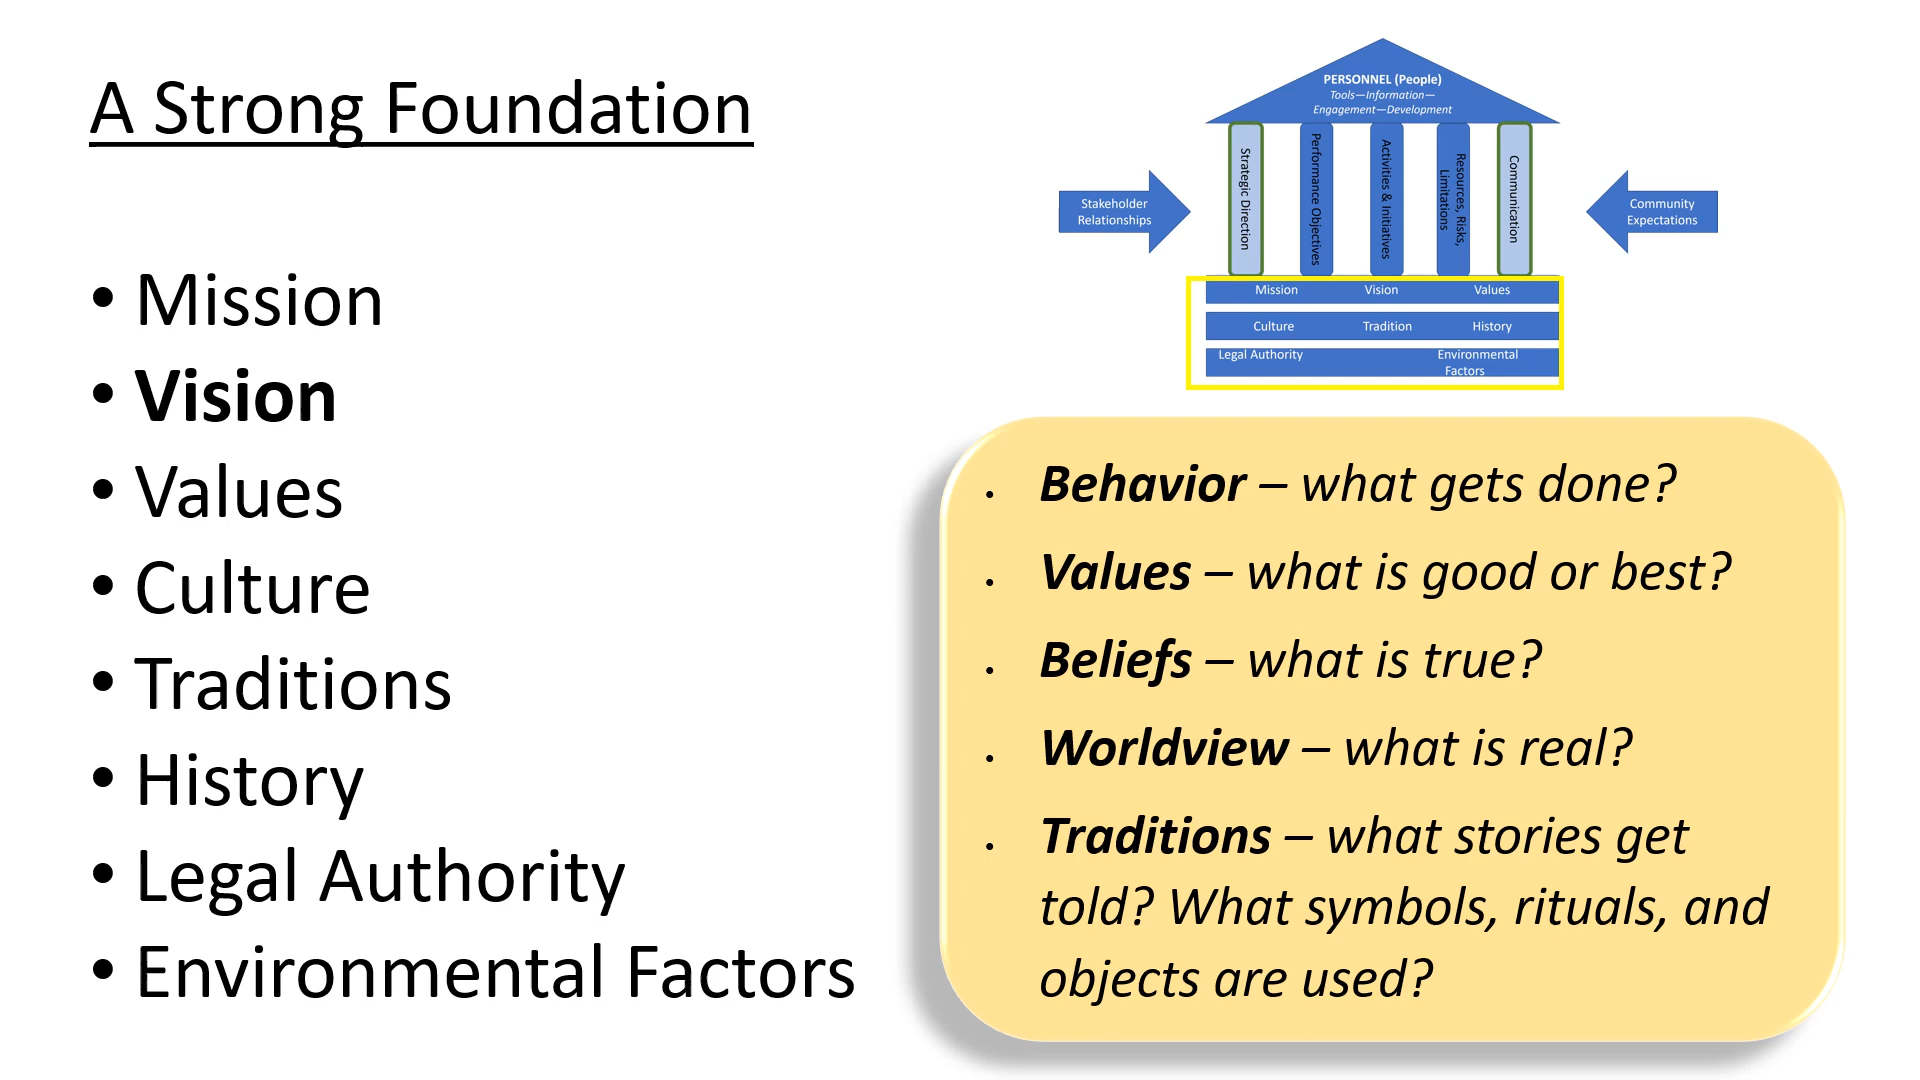 A Strong Foundation
• Mission
• Vision
• Values
• Culture
• Traditions
• History
• Legal Authority
• Environmental Factors
PERSONNEL (People)
Tools—Information—
Engagement—Development
Stakeholder
Relationships
Strategic Direction
Performance Objectives
Activities & Initiatives
Resources, Risks,
Limitations
Communication
Community
Expectations
Mission Vision Values
Culture Tradition History
Legal Authority Environmental
Factors
• Behavior – what gets done?
• Values – what is good or best?
• Beliefs – what is true?
• Worldview – what is real?
• Traditions – what stories get
told? What symbols, rituals, and
objects are used?